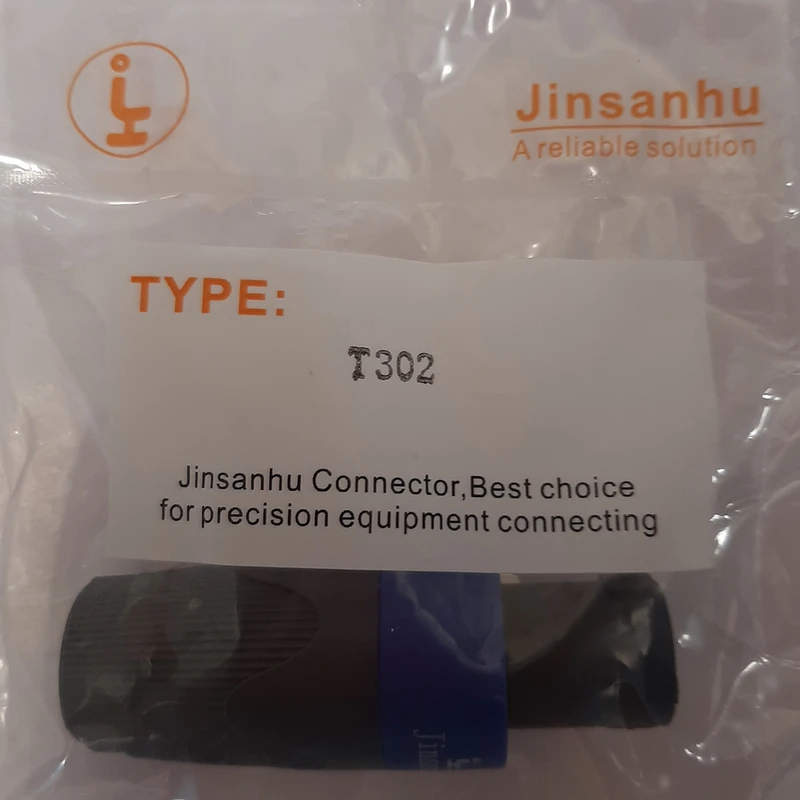 Jinsanhu
A reliable solution
TYPE:
T302
Jinsanhu Connector,Best choice
for precision equipment connecting